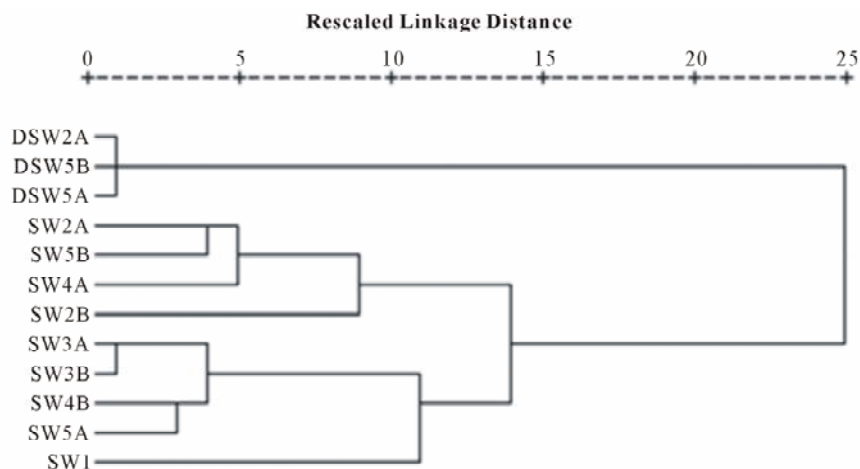 Rescaled Linkage Distance
0 5 10 15 20 25
DSW2A
DSW5B
DSW5A
SW2A
SW5B
SW4A
SW2B
SW3A
SW3B
SW4B
SW5A
SW1